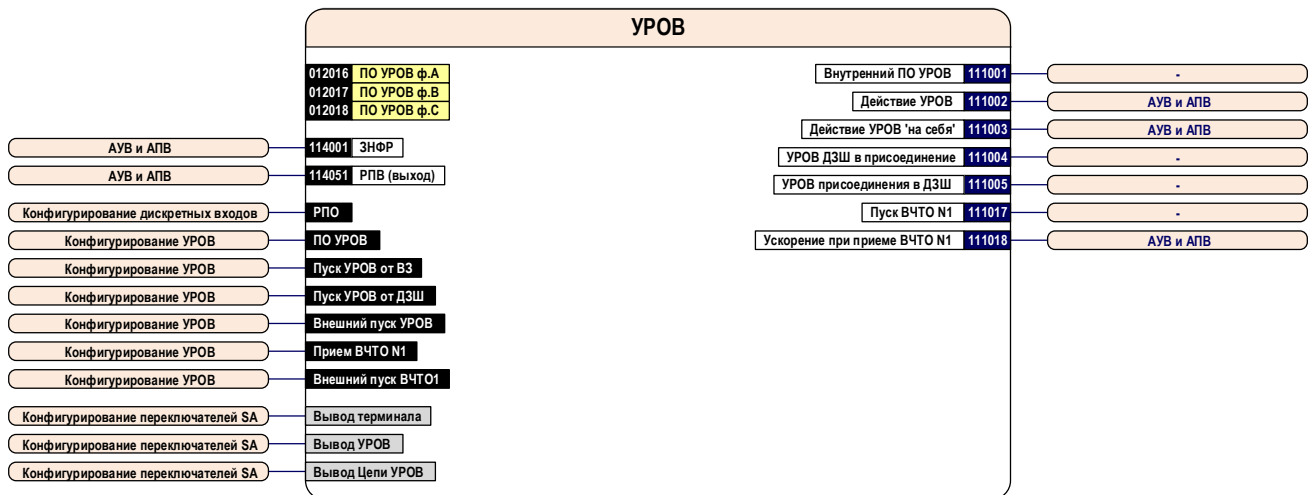 УРОВ
012016 ПО УРОВ ф.A
012017 ПО УРОВ ф.B
012018 ПО УРОВ ф.C
АУВ и АПВ 114001 ЗНФР
АУВ и АПВ 114051 РПВ (выход)
Конфигурирование дискретных входов РПО
Конфигурирование УРОВ ПО УРОВ
Конфигурирование УРОВ Пуск УРОВ от ВЗ
Конфигурирование УРОВ Пуск УРОВ от ДЗШ
Конфигурирование УРОВ Внешний пуск УРОВ
Конфигурирование УРОВ Прием ВЧТО N1
Конфигурирование УРОВ Внешний пуск ВЧТО1
Конфигурирование переключателей SA Вывод терминала
Конфигурирование переключателей SA Вывод УРОВ
Конфигурирование переключателей SA Вывод Цепи УРОВ
Внутренний ПО УРОВ 111001 -
Действие УРОВ 111002 АУВ и АПВ
Действие УРОВ 'на себя' 111003 АУВ и АПВ
УРОВ ДЗШ в присоединение 111004 -
УРОВ присоединения в ДЗШ 111005 -
Пуск ВЧТО N1 111017 -
Ускорение при приеме ВЧТО N1 111018 АУВ и АПВ